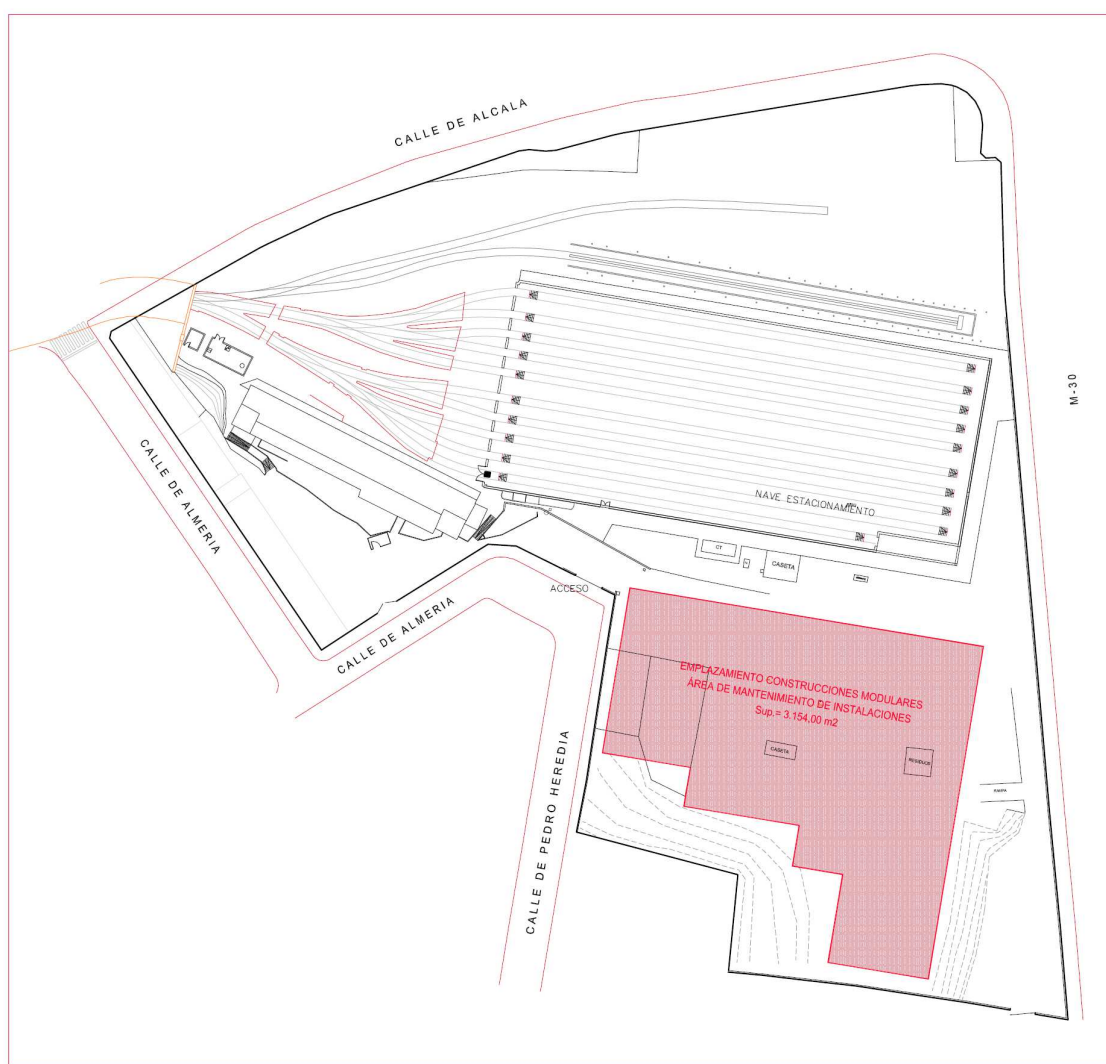 CALLE DE ALCALA
M-30
CALLE DE ALMERIA
NAVE ESTACIONAMIENTO
CT
CASETA
ACCESO
CALLE DE ALMERIA
EMPLAZAMIENTO CONSTRUCCIONES MODULARES
ÁREA DE MANTENIMIENTO DE INSTALACIONES
Sup.= 3.154,00 m2
CASETA
RESIDUOS
RAMPA
CALLE DE PEDRO HEREDIA